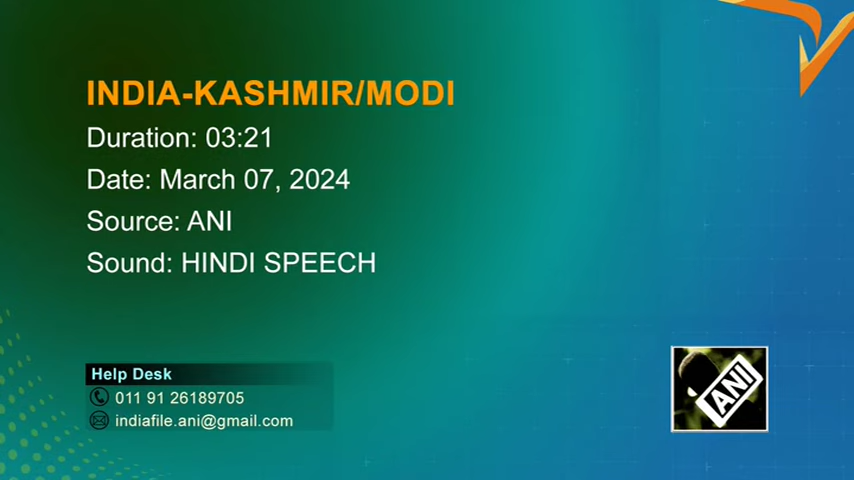 INDIA-KASHMIR/MODI
Duration: 03:21
Date: March 07, 2024
Source: ANI
Sound: HINDI SPEECH
Help Desk
011 91 26189705
indiafile.ani@gmail.com
ANI